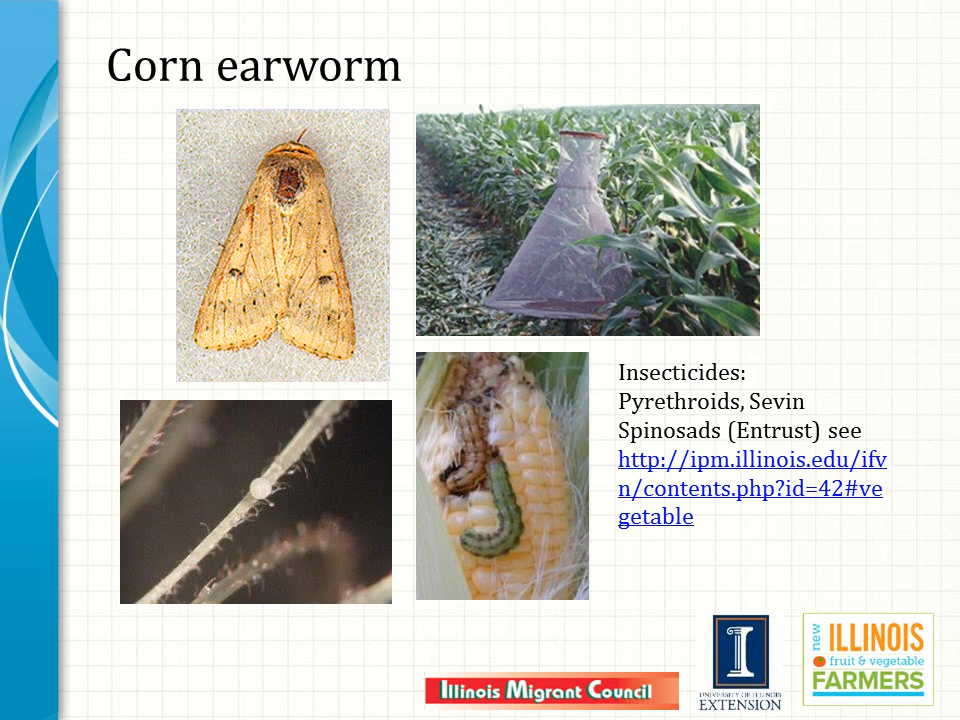 Corn earworm
Insecticides:
Pyrethroids, Sevin
Spinosads (Entrust) see
http://ipm.illinois.edu/ifv
n/contents.php?id=42#ve
getable
Illinois Migrant Council
I
UNIVERSITY OF ILLINOIS
EXTENSION
new
ILLINOIS
fruit & vegetable
FARMERS